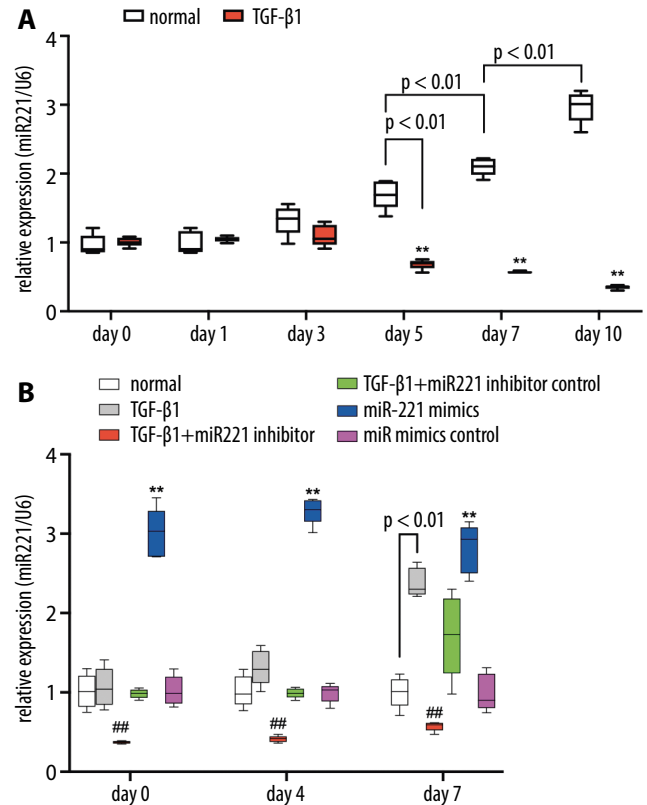 A
normal TGF-β1
relative expression (miR221/U6)
4
3
2
1
0
p < 0.01
p < 0.01
p < 0.01
**
**
**
day 0 day 1 day 3 day 5 day 7 day 10
B
normal TGF-β1+miR221 inhibitor control
TGF-β1 miR-221 mimics
TGF-β1+miR221 inhibitor miR mimics control
relative expression (miR221/U6)
4
3
2
1
0
**
**
**
p < 0.01
##
##
##
day 0 day 4 day 7